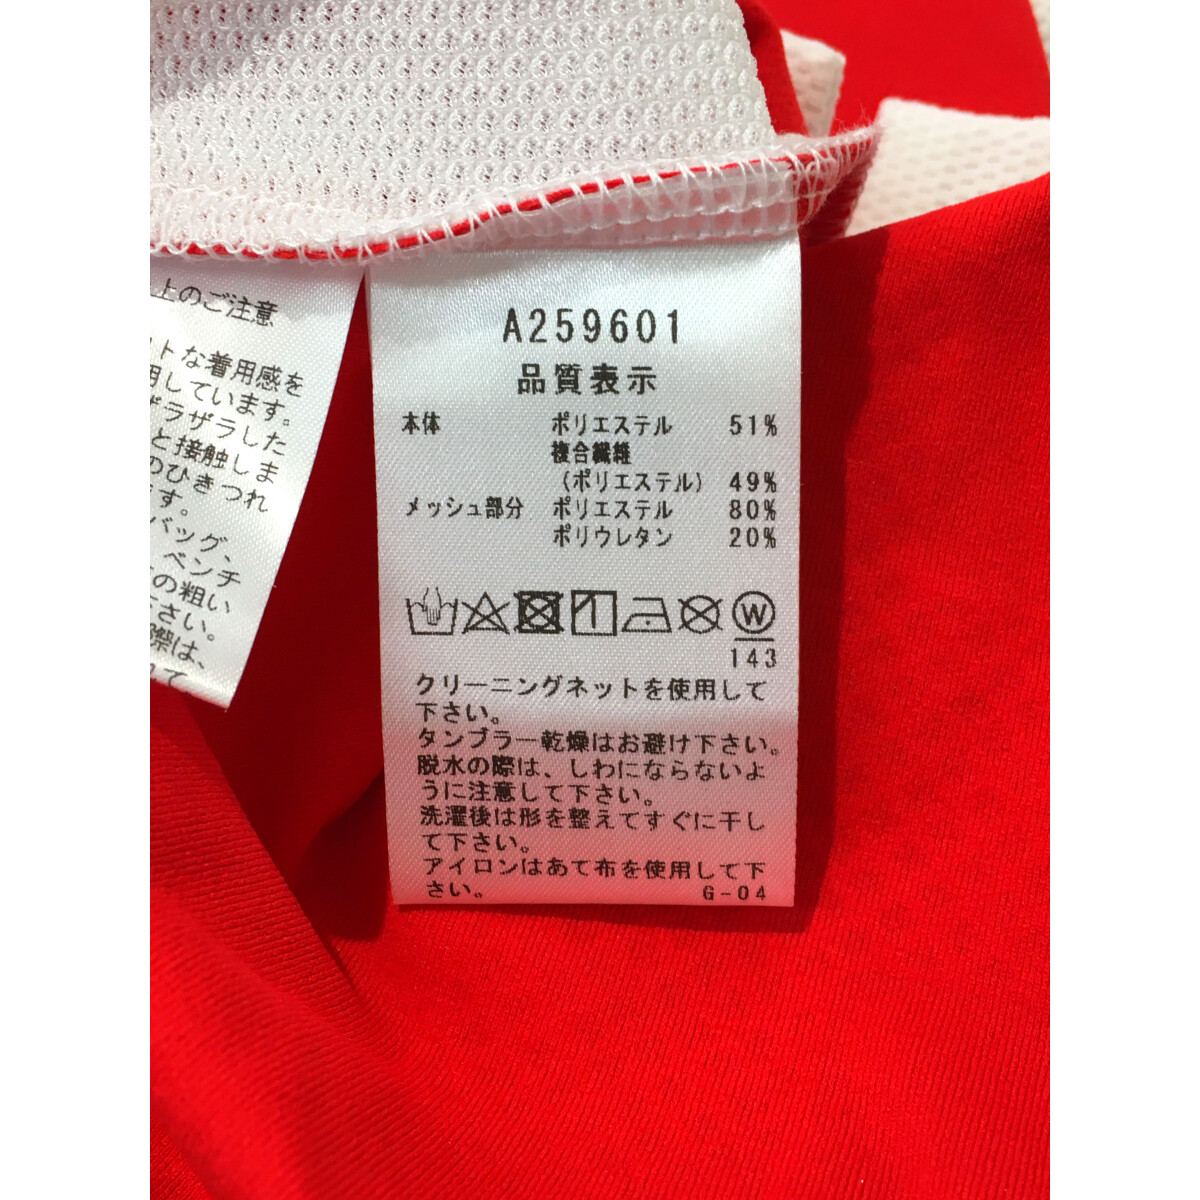 上のご注意
トな着用感を
用しています。
ザラザラした
と接触しま
のひきつれ
す。
バッグ、
ベンチ
の粗い
さい。
際は、
て
A259601
品質表示
本体 ポリエステル 51%
複合繊維
(ポリエステル) 49%
メッシュ部分 ポリエステル 80%
ポリウレタン 20%
W
143
クリーニングネットを使用して
下さい。
タンブラー乾燥はお避け下さい。
脱水の際は、しわにならないよ
うに注意して下さい。
洗濯後は形を整えてすぐに干し
て下さい。
アイロンはあて布を使用して下
さい。 G-04